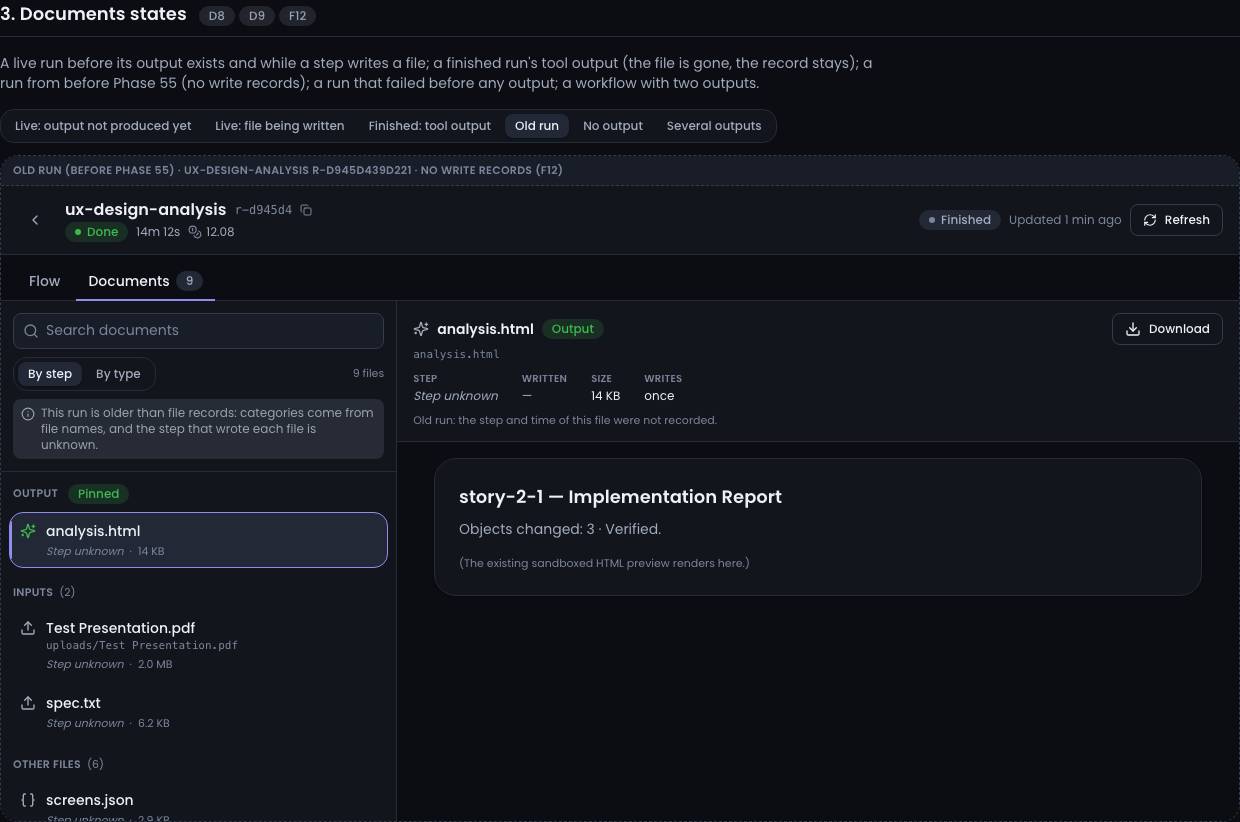 3. Documents states D8 D9 F12
A live run before its output exists and while a step writes a file; a finished run's tool output (the file is gone, the record stays); a
run from before Phase 55 (no write records); a run that failed before any output; a workflow with two outputs.
Live: output not produced yet Live: file being written Finished: tool output Old run No output Several outputs
OLD RUN (BEFORE PHASE 55) · UX-DESIGN-ANALYSIS R-D945D439D221 · NO WRITE RECORDS (F12)
ux-design-analysis r-d945d4
Done 14m 12s 12.08
Finished Updated 1 min ago Refresh
Flow Documents 9
Search documents
By step By type 9 files
This run is older than file records: categories come from
file names, and the step that wrote each file is
unknown.
OUTPUT Pinned
analysis.html
Step unknown · 14 KB
INPUTS (2)
Test Presentation.pdf
uploads/Test Presentation.pdf
Step unknown · 2.0 MB
spec.txt
Step unknown · 6.2 KB
OTHER FILES (6)
screens.json
Step unknown · 2.9 KB
analysis.html Output Download
analysis.html
STEP WRITTEN SIZE WRITES
Step unknown — 14 KB once
Old run: the step and time of this file were not recorded.
story-2-1 — Implementation Report
Objects changed: 3 · Verified.
(The existing sandboxed HTML preview renders here.)